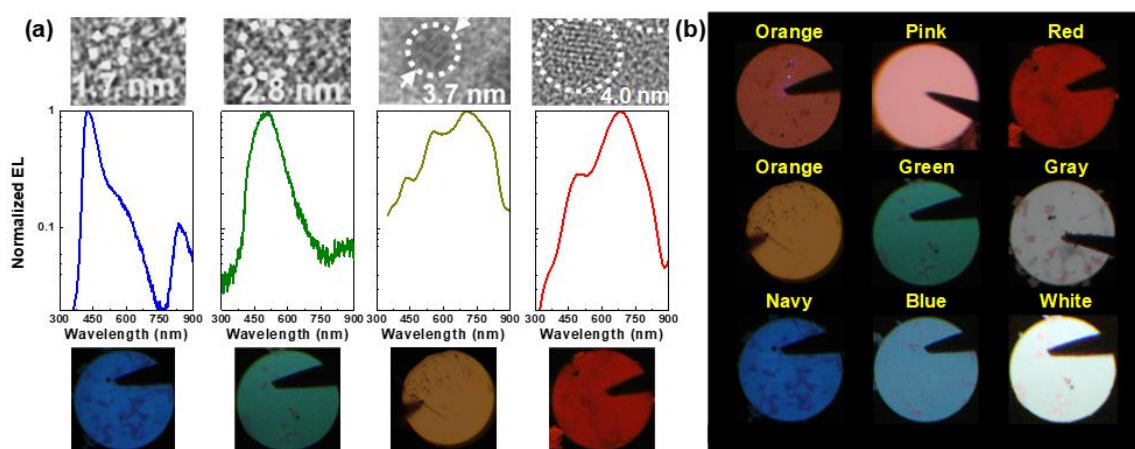 (a)
1.7 nm
2.8 nm
3.7 nm
4.0 nm
Normalized EL
1
0.1
300 450 600 750 900
Wavelength (nm)
300 450 600 750 900
Wavelength (nm)
300 450 600 750 900
Wavelength (nm)
300 450 600 750 900
Wavelength (nm)
(b)
Orange Pink Red
Orange Green Gray
Navy Blue White